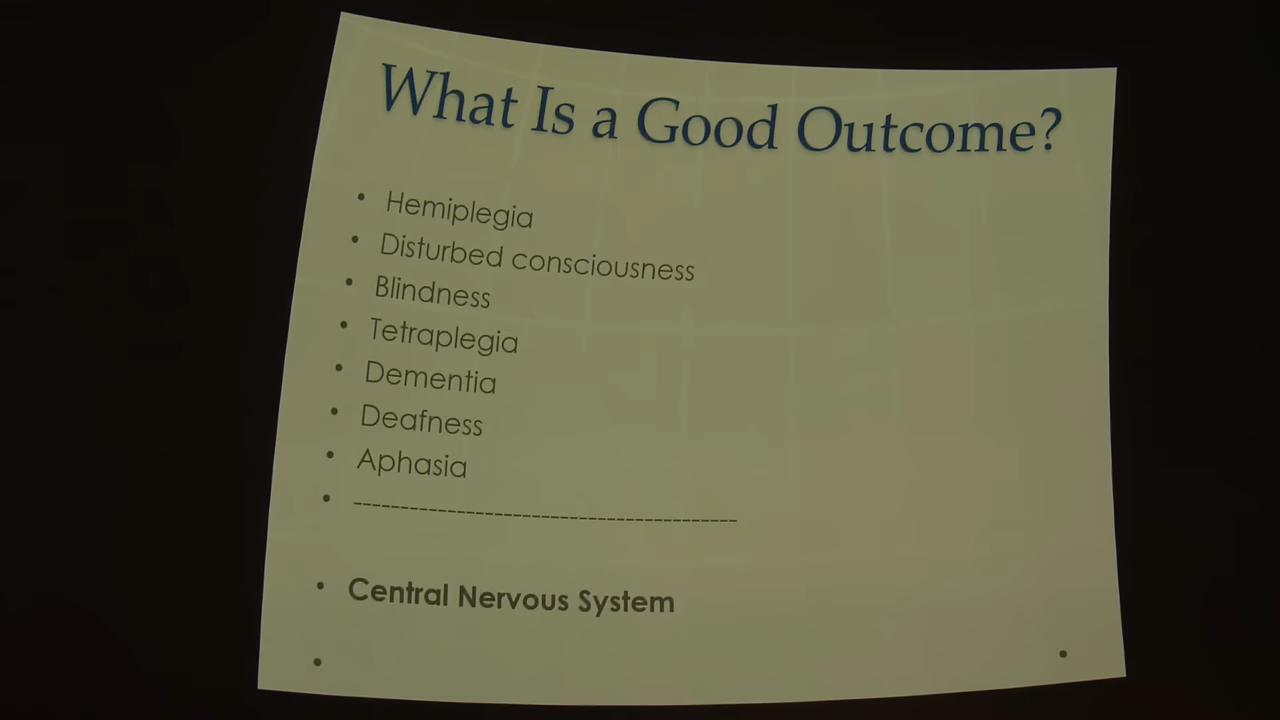 What Is a Good Outcome?
• Hemiplegia
• Disturbed consciousness
• Blindness
• Tetraplegia
• Dementia
• Deafness
• Aphasia
• -----------------------------------------
• Central Nervous System
• •